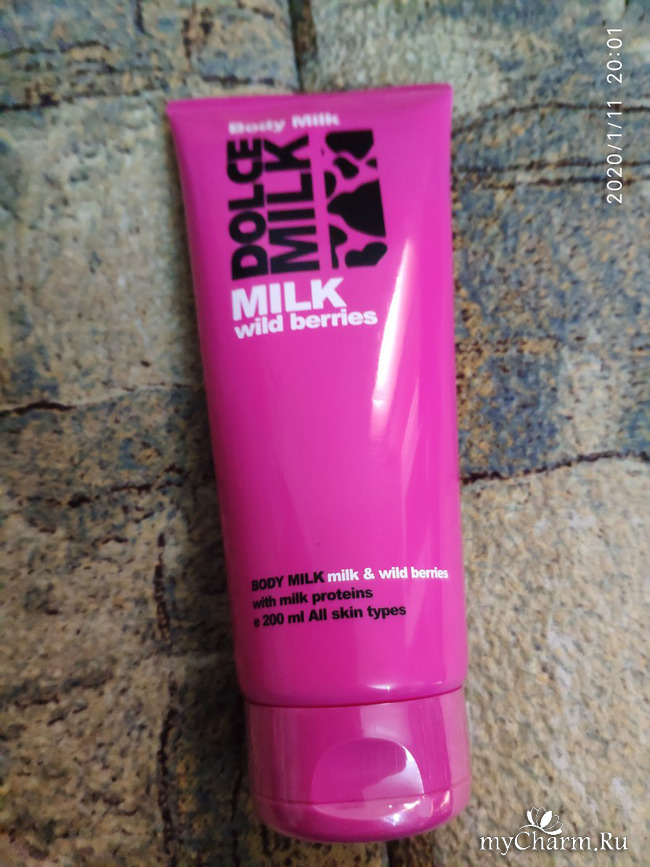 2020/1/11 20:01
Body Milk
DOLCE
MILK
MILK
wild berries
BODY MILK milk & wild berries
with milk proteins
e 200 ml All skin types
myCharm.Ru